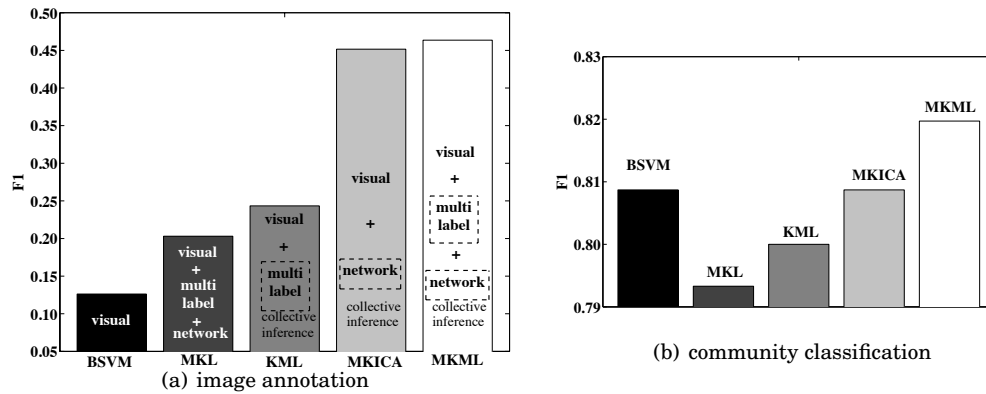 0.50
0.45
0.40
0.35
0.30
0.25
0.20
0.15
0.10
0.05
F1
visual
visual
+
multi
label
+
network
visual
+
multi
label
collective
inference
visual
+
network
collective
inference
visual
+
multi
label
+
network
collective
inference
BSVM MKL KML MKICA MKML
(a) image annotation
0.83
0.82
0.81
0.80
0.79
F1
BSVM
MKL
KML
MKICA
MKML
(b) community classification